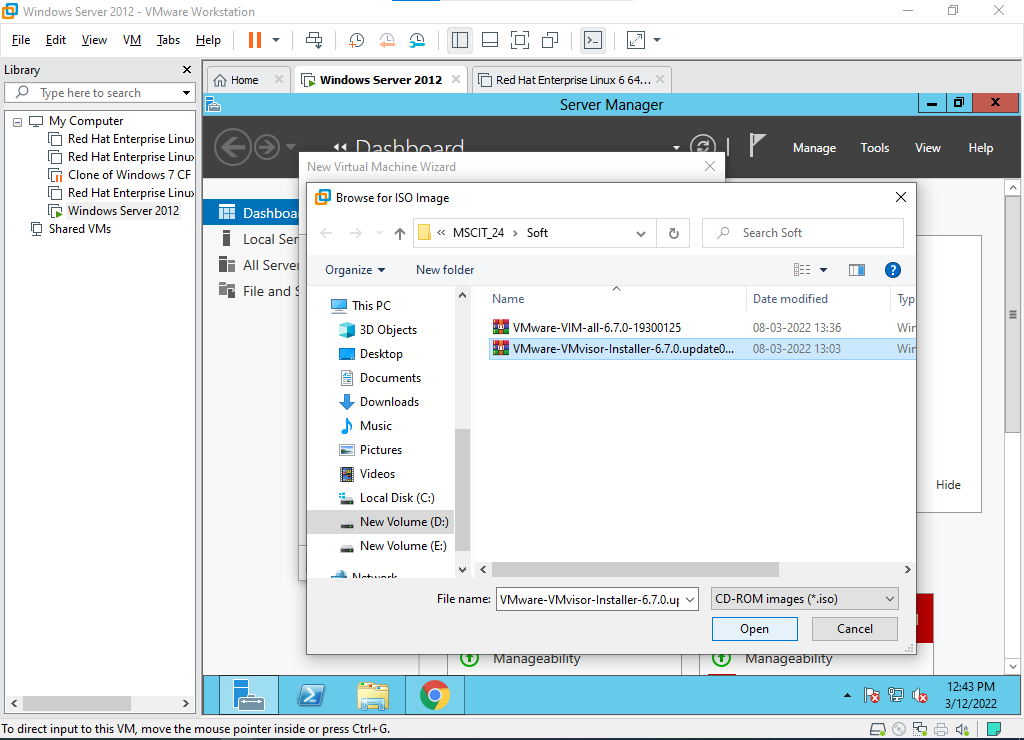 Windows Server 2012 - VMware Workstation
File Edit View VM Tabs Help
Library
Type here to search
My Computer
Red Hat Enterprise Linux
Red Hat Enterprise Linux
Clone of Windows 7 CF
Red Hat Enterprise Linux
Windows Server 2012
Shared VMs
Home
Windows Server 2012
Red Hat Enterprise Linux 6 64...
Server Manager
Dashboard
Manage Tools View Help
New Virtual Machine Wizard
Browse for ISO Image
« MSCIT_24 › Soft
Search Soft
Organize New folder
This PC
3D Objects
Desktop
Documents
Downloads
Music
Pictures
Videos
Local Disk (C:)
New Volume (D:)
New Volume (E:)
Network
Name Date modified Typ
VMware-VIM-all-6.7.0-19300125 08-03-2022 13:36 Win
VMware-VMvisor-Installer-6.7.0.update0... 08-03-2022 13:03 Win
File name: VMware-VMvisor-Installer-6.7.0.up
CD-ROM images (*.iso)
Open Cancel
Dashboa
Local Ser
All Server
File and S
Hide
Manageability
Manageability
12:43 PM
3/12/2022
To direct input to this VM, move the mouse pointer inside or press Ctrl+G.